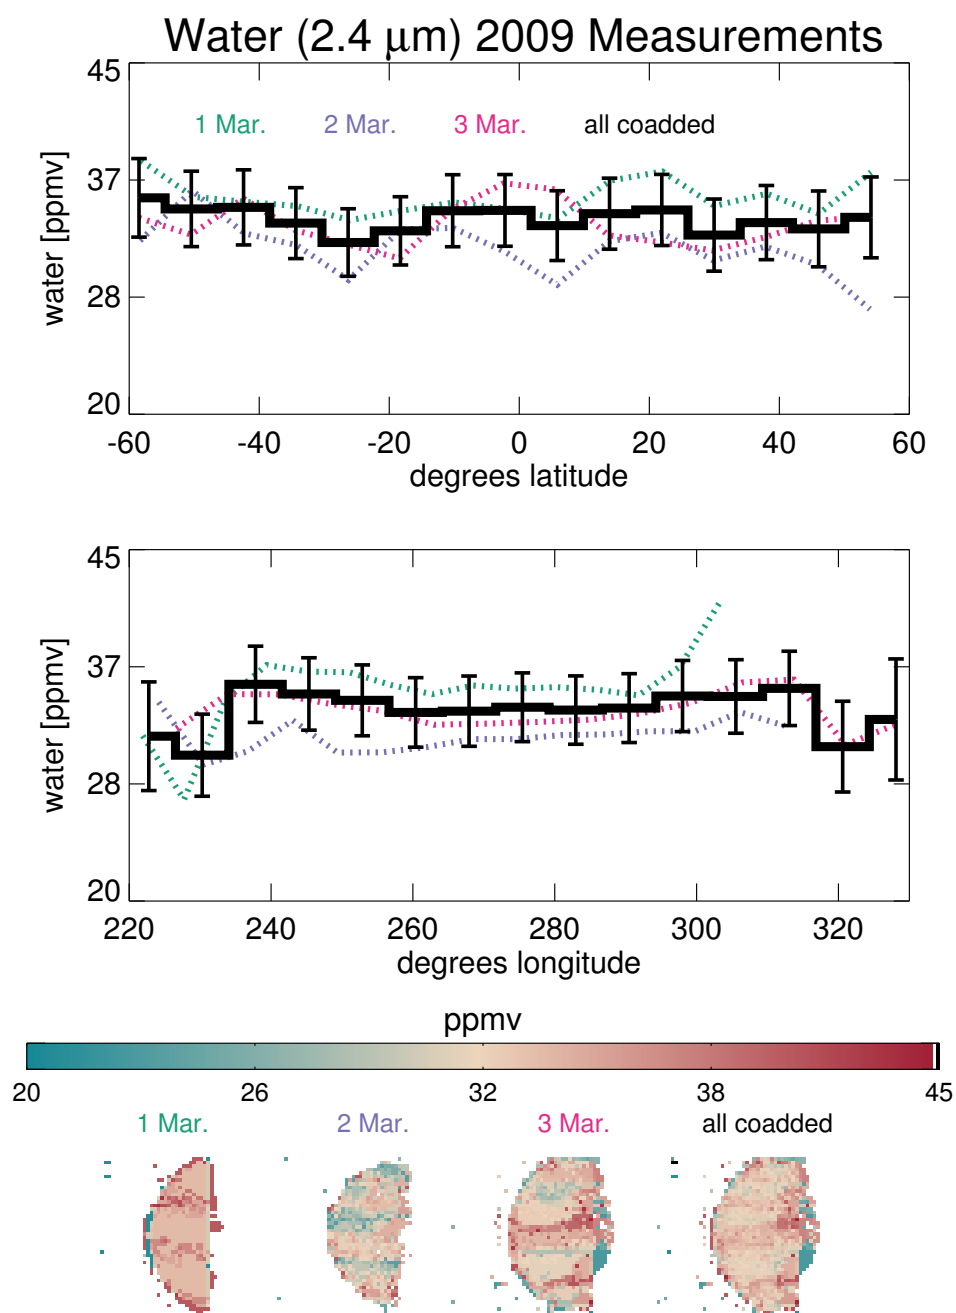 Water (2.4 μm) 2009 Measurements
45
1 Mar. 2 Mar. 3 Mar. all coadded
37
water [ppmv]
28
20
-60 -40 -20 0 20 40 60
degrees latitude
45
37
water [ppmv]
28
20
220 240 260 280 300 320
degrees longitude
ppmv
20 26 32 38 45
1 Mar. 2 Mar. 3 Mar. all coadded